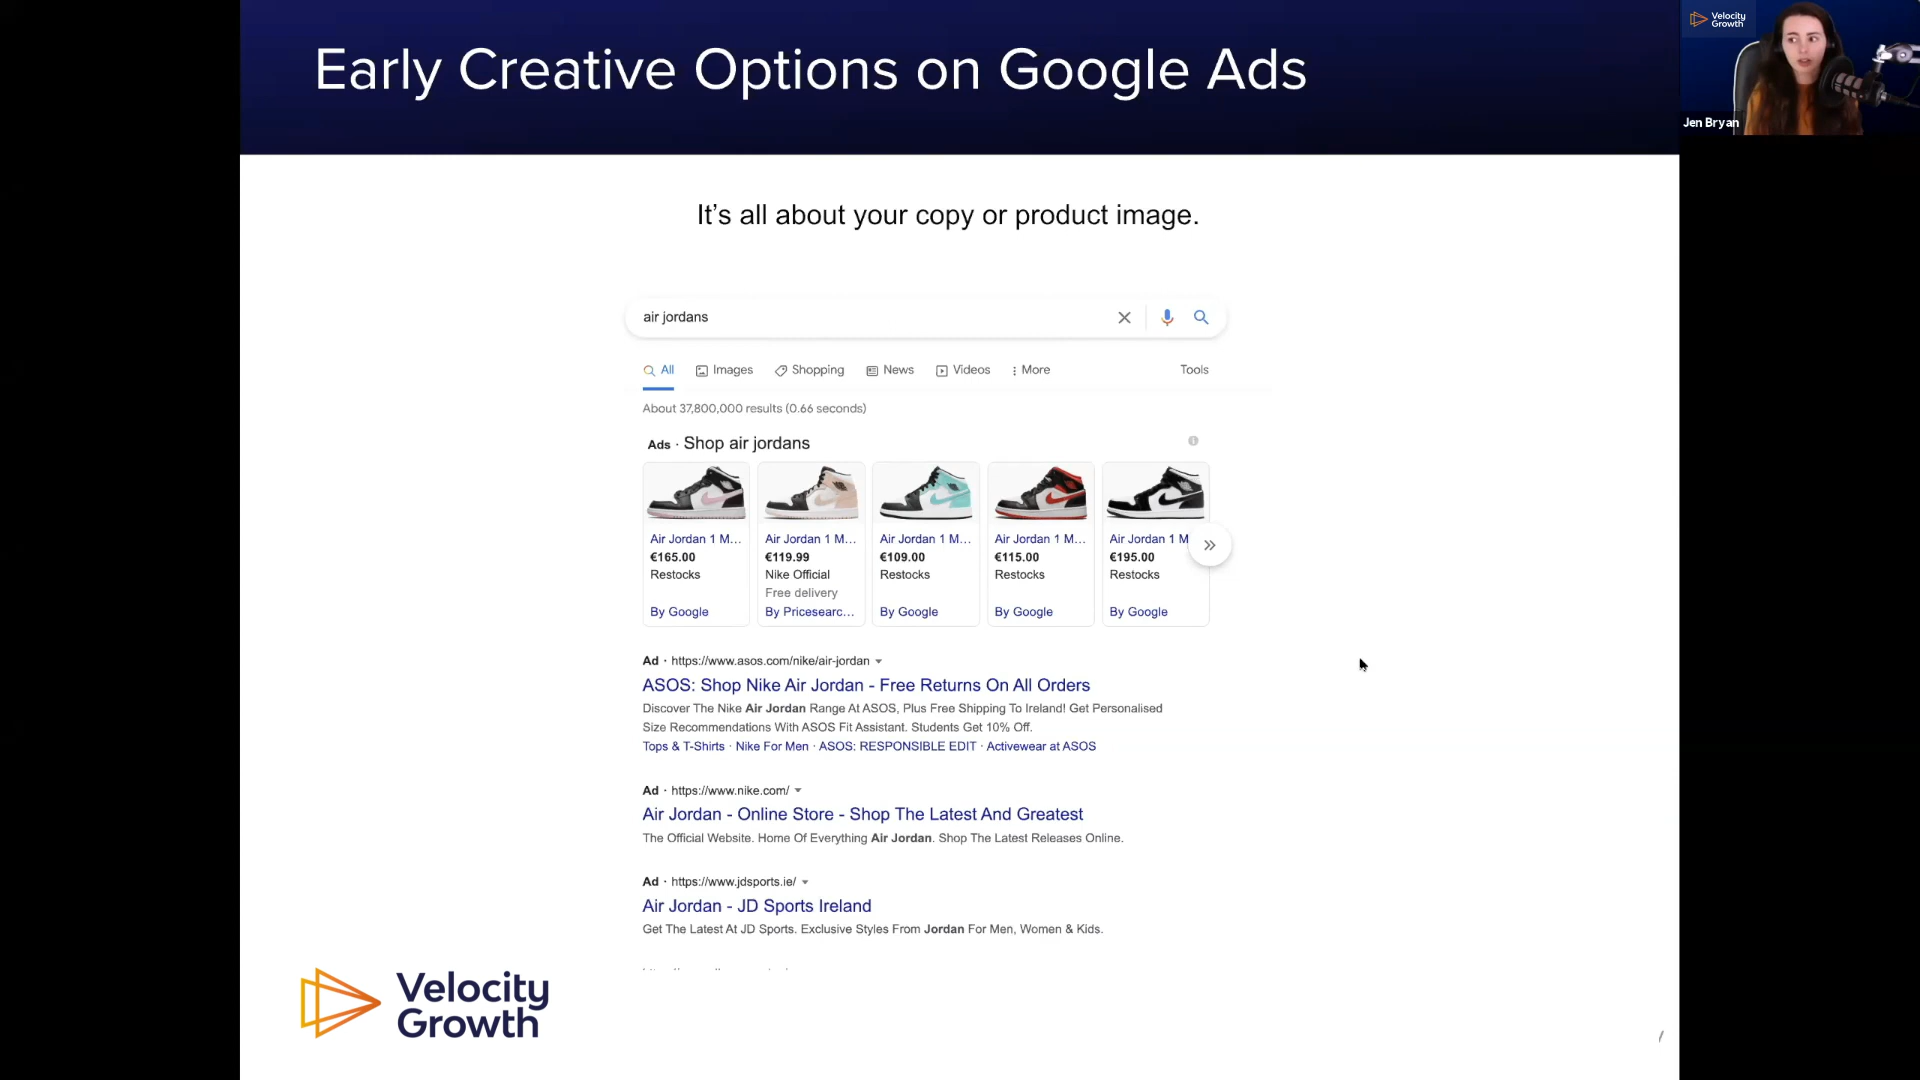 Early Creative Options on Google Ads
Velocity
Growth
Jen Bryan
It's all about your copy or product image.
air jordans
All Images Shopping News Videos More Tools
About 37,800,000 results (0.66 seconds)
Ads · Shop air jordans
Air Jordan 1 M... Air Jordan 1 M... Air Jordan 1 M... Air Jordan 1 M... Air Jordan 1 M
€165.00 €119.99 €109.00 €115.00 €195.00
Restocks Nike Official Restocks Restocks Restocks
Free delivery
By Google By Pricesearc... By Google By Google By Google
Ad · https://www.asos.com/nike/air-jordan
ASOS: Shop Nike Air Jordan - Free Returns On All Orders
Discover The Nike Air Jordan Range At ASOS, Plus Free Shipping To Ireland! Get Personalised
Size Recommendations With ASOS Fit Assistant. Students Get 10% Off.
Tops & T-Shirts · Nike For Men · ASOS: RESPONSIBLE EDIT · Activewear at ASOS
Ad · https://www.nike.com/
Air Jordan - Online Store - Shop The Latest And Greatest
The Official Website. Home Of Everything Air Jordan. Shop The Latest Releases Online.
Ad · https://www.jdsports.ie/
Air Jordan - JD Sports Ireland
Get The Latest At JD Sports. Exclusive Styles From Jordan For Men, Women & Kids.
Velocity
Growth